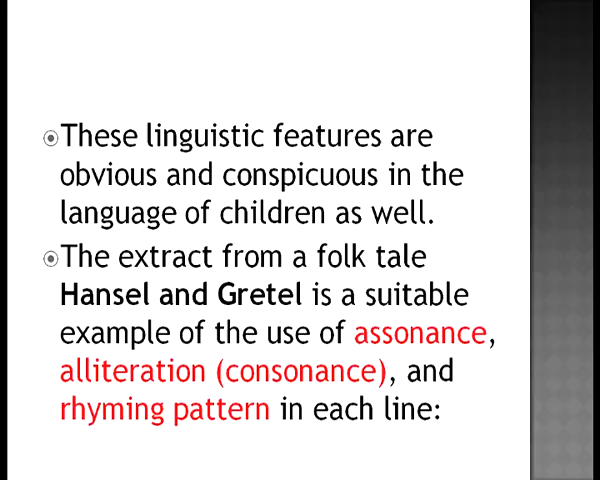 These linguistic features are
obvious and conspicuous in the
language of children as well.
The extract from a folk tale
Hansel and Gretel is a suitable
example of the use of assonance,
alliteration (consonance), and
rhyming pattern in each line: